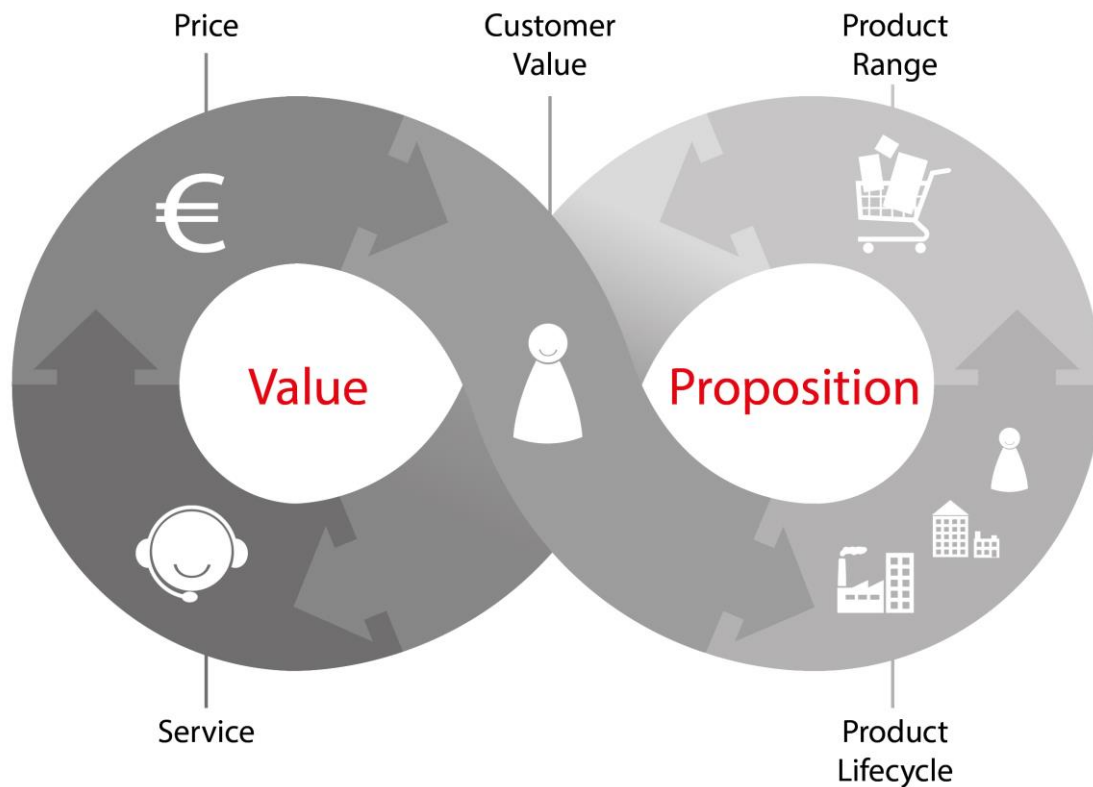 Price
Customer
Value
Product
Range
€
Value
Proposition
Service
Product
Lifecycle